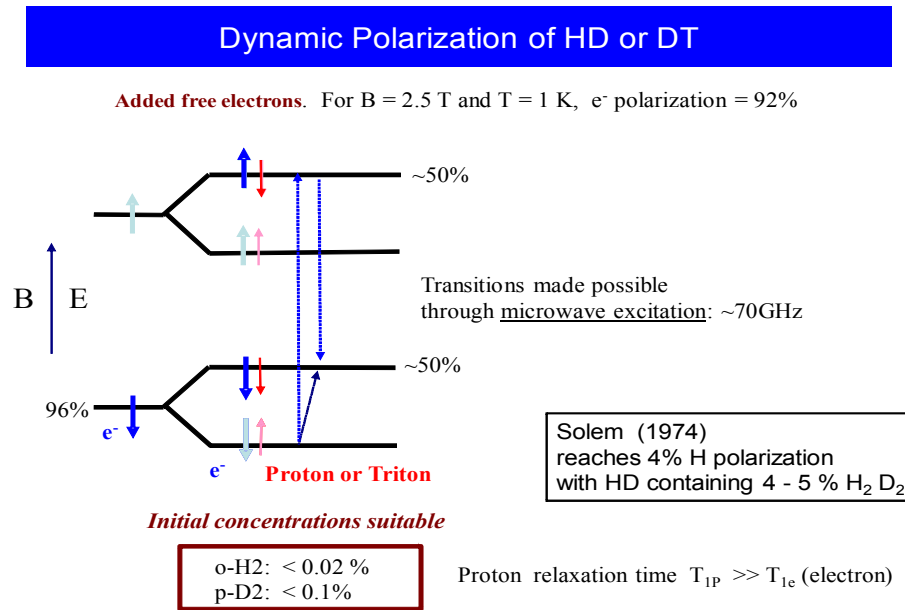 Dynamic Polarization of HD or DT
Added free electrons. For B = 2.5 T and T = 1 K, e⁻ polarization = 92%
~50%
B
E
Transitions made possible
through microwave excitation: ~70GHz
~50%
96%
e⁻
e⁻
Proton or Triton
Solem (1974)
reaches 4% H polarization
with HD containing 4 - 5 % H₂ D₂
Initial concentrations suitable
o-H2: < 0.02 %
p-D2: < 0.1%
Proton relaxation time T₁ₚ >> T₁ₑ (electron)